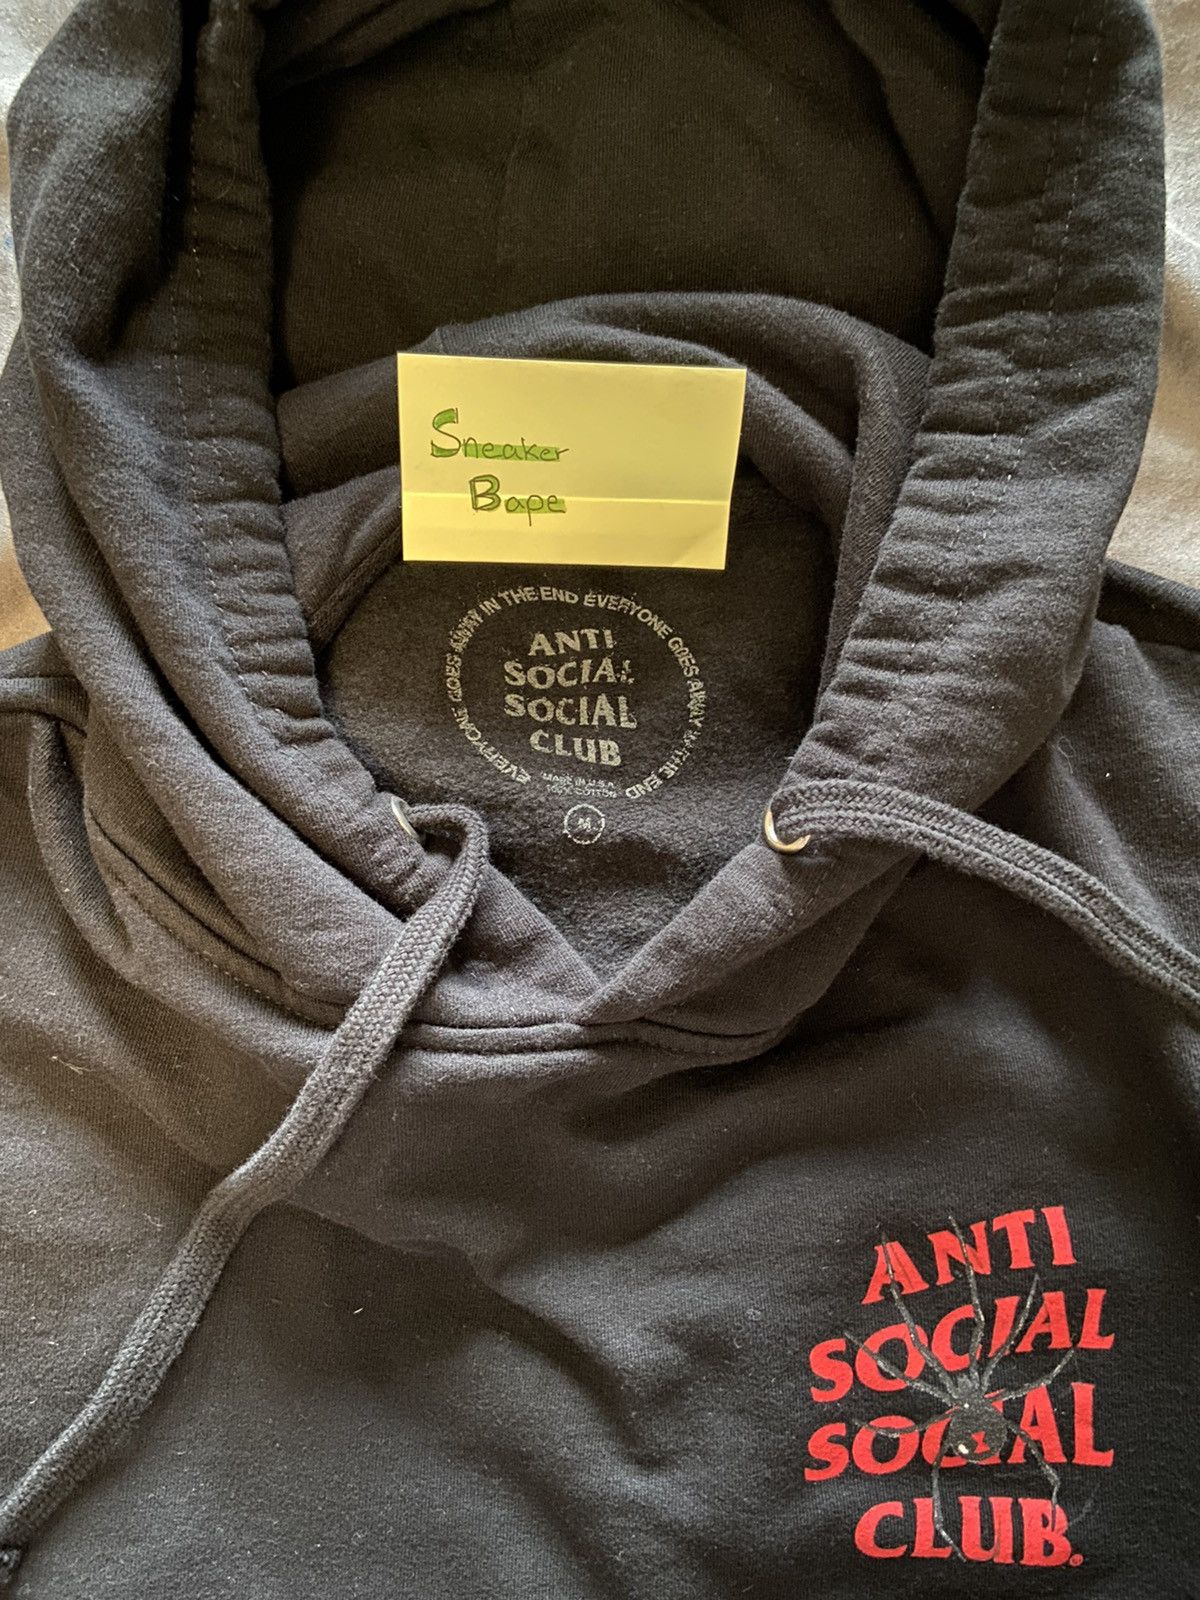 Sneaker
Bape
EVERYONE GOES AWAY IN THE END EVERYONE GOES AWAY IN THE END
ANTI
SOCIAL
SOCIAL
CLUB
MADE IN U.S.A
100% COTTON
M
ANTI
SOCIAL
SOCIAL
CLUB®